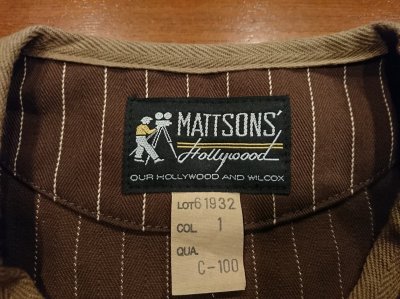 MATTSONS'
Hollywood
OUR HOLLYWOOD AND WILCOX
LOT 61932
COL. 1
QUA. C-100